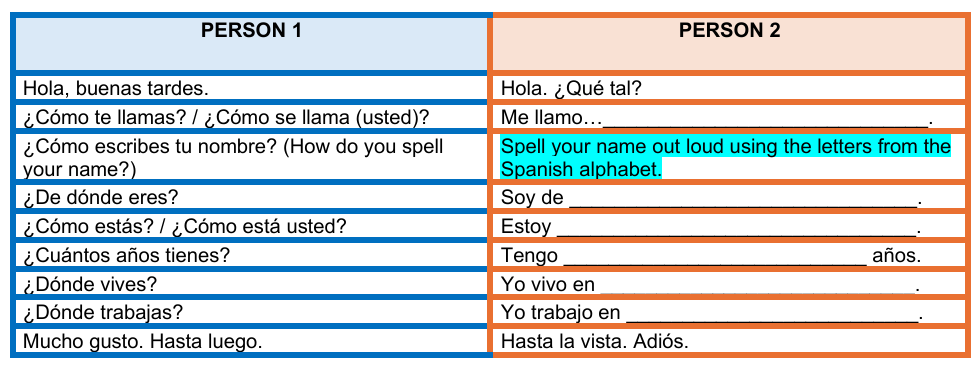 PERSON 1
PERSON 2
Hola, buenas tardes.
Hola. ¿Qué tal?
¿Cómo te llamas? / ¿Cómo se llama (usted)?
Me llamo…______________________________.
¿Cómo escribes tu nombre? (How do you spell
your name?)
Spell your name out loud using the letters from the
Spanish alphabet.
¿De dónde eres?
Soy de ________________________________.
¿Cómo estás? / ¿Cómo está usted?
Estoy _________________________________.
¿Cuántos años tienes?
Tengo ____________________________ años.
¿Dónde vives?
Yo vivo en _____________________________.
¿Dónde trabajas?
Yo trabajo en ___________________________.
Mucho gusto. Hasta luego.
Hasta la vista. Adiós.